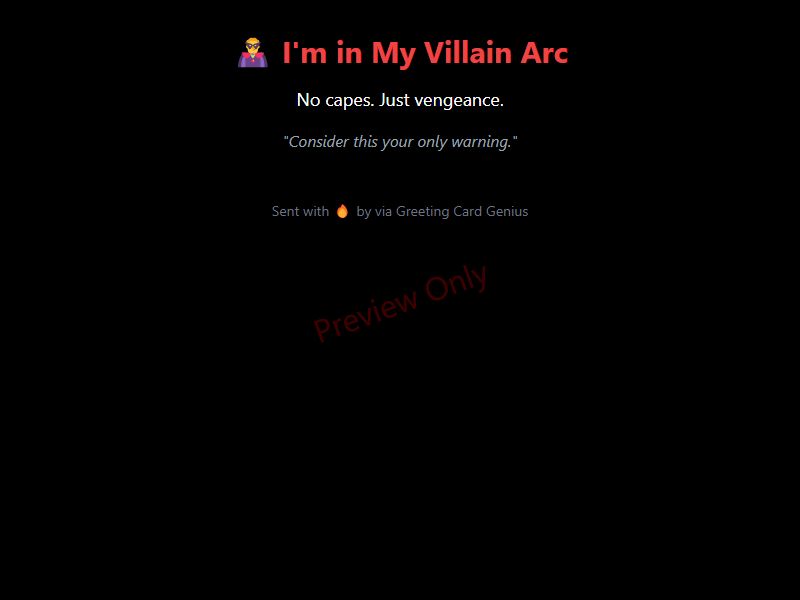 🦹 I'm in My Villain Arc
No capes. Just vengeance.
"Consider this your only warning."
Sent with 🔥 by via Greeting Card Genius
Preview Only